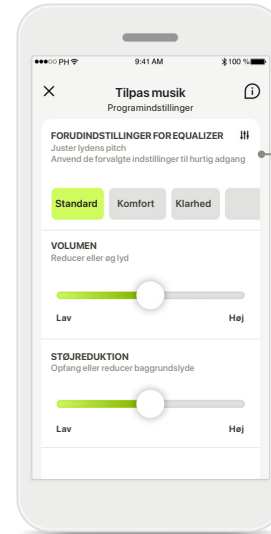 PH 9:41 AM 100 %
Tilpas musik
Programindstillinger
FORUDINDSTILLINGER FOR EQUALIZER
Juster lydens
pitch
Anvend de forvalgte indstillinger til hurtig adgang
Standard Komfort Klarhed
VOLUMEN
Reducer eller øg lyd
Lav Høj
STØJREDUKTION
Opfang eller reducer baggrundslyde
Lav Høj